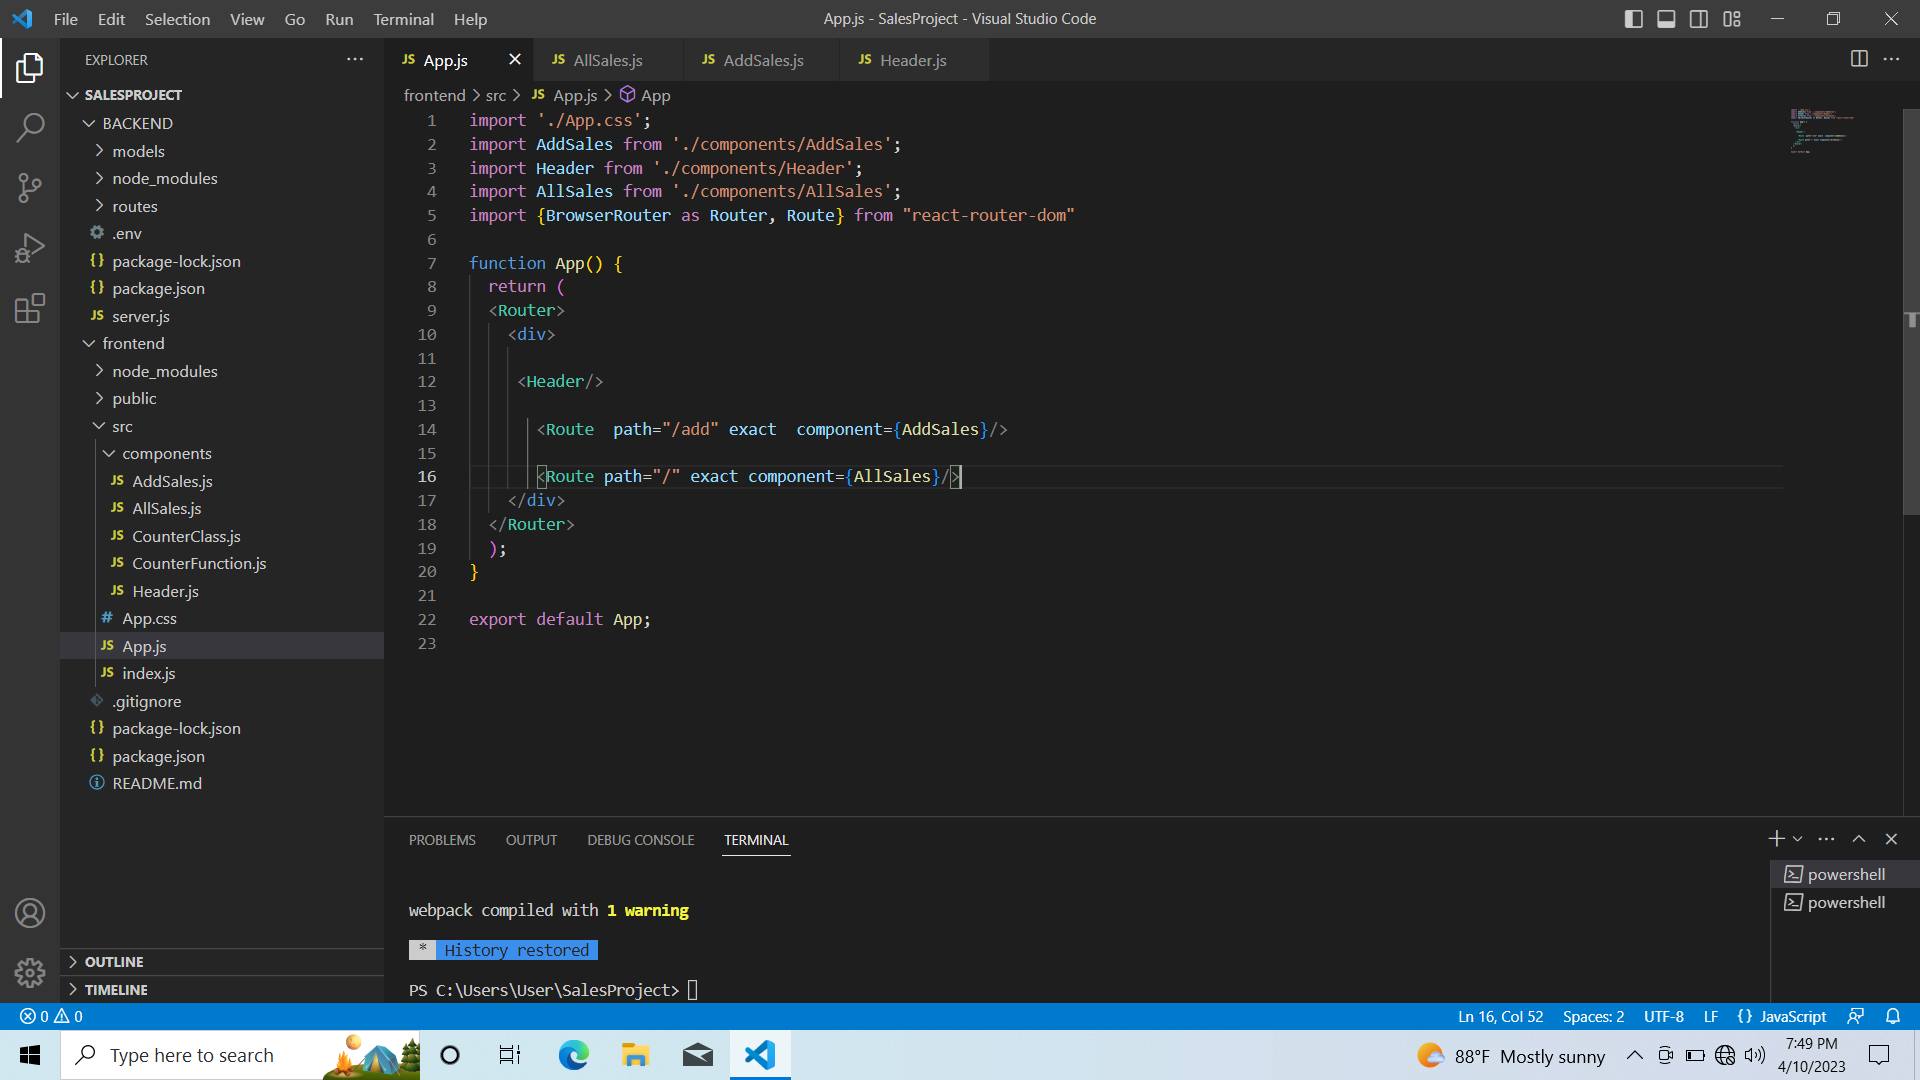 File Edit Selection View Go Run Terminal Help
App.js - SalesProject - Visual Studio Code
EXPLORER
SALESPROJECT
BACKEND
models
node_modules
routes
.env
package-lock.json
package.json
server.js
frontend
node_modules
public
src
components
AddSales.js
AllSales.js
CounterClass.js
CounterFunction.js
Header.js
App.css
App.js
index.js
.gitignore
package-lock.json
package.json
README.md
OUTLINE
TIMELINE
JS App.js JS AllSales.js JS AddSales.js JS Header.js
frontend > src > JS App.js > App
1 import './App.css';
2 import AddSales from './components/AddSales';
3 import Header from './components/Header';
4 import AllSales from './components/AllSales';
5 import {BrowserRouter as Router, Route} from "react-router-dom"
6
7 function App() {
8 return (
9 <Router>
10 <div>
11
12 <Header/>
13
14 <Route  path="/add" exact  component={AddSales}/>
15
16 <Route path="/" exact component={AllSales}/>
17 </div>
18 </Router>
19 );
20 }
21
22 export default App;
23
PROBLEMS OUTPUT DEBUG CONSOLE TERMINAL
webpack compiled with 1 warning
* History restored
PS C:\Users\User\SalesProject>
powershell
powershell
0 0
Ln 16, Col 52 Spaces: 2 UTF-8 LF {} JavaScript
Type here to search
88°F Mostly sunny
7:49 PM
4/10/2023